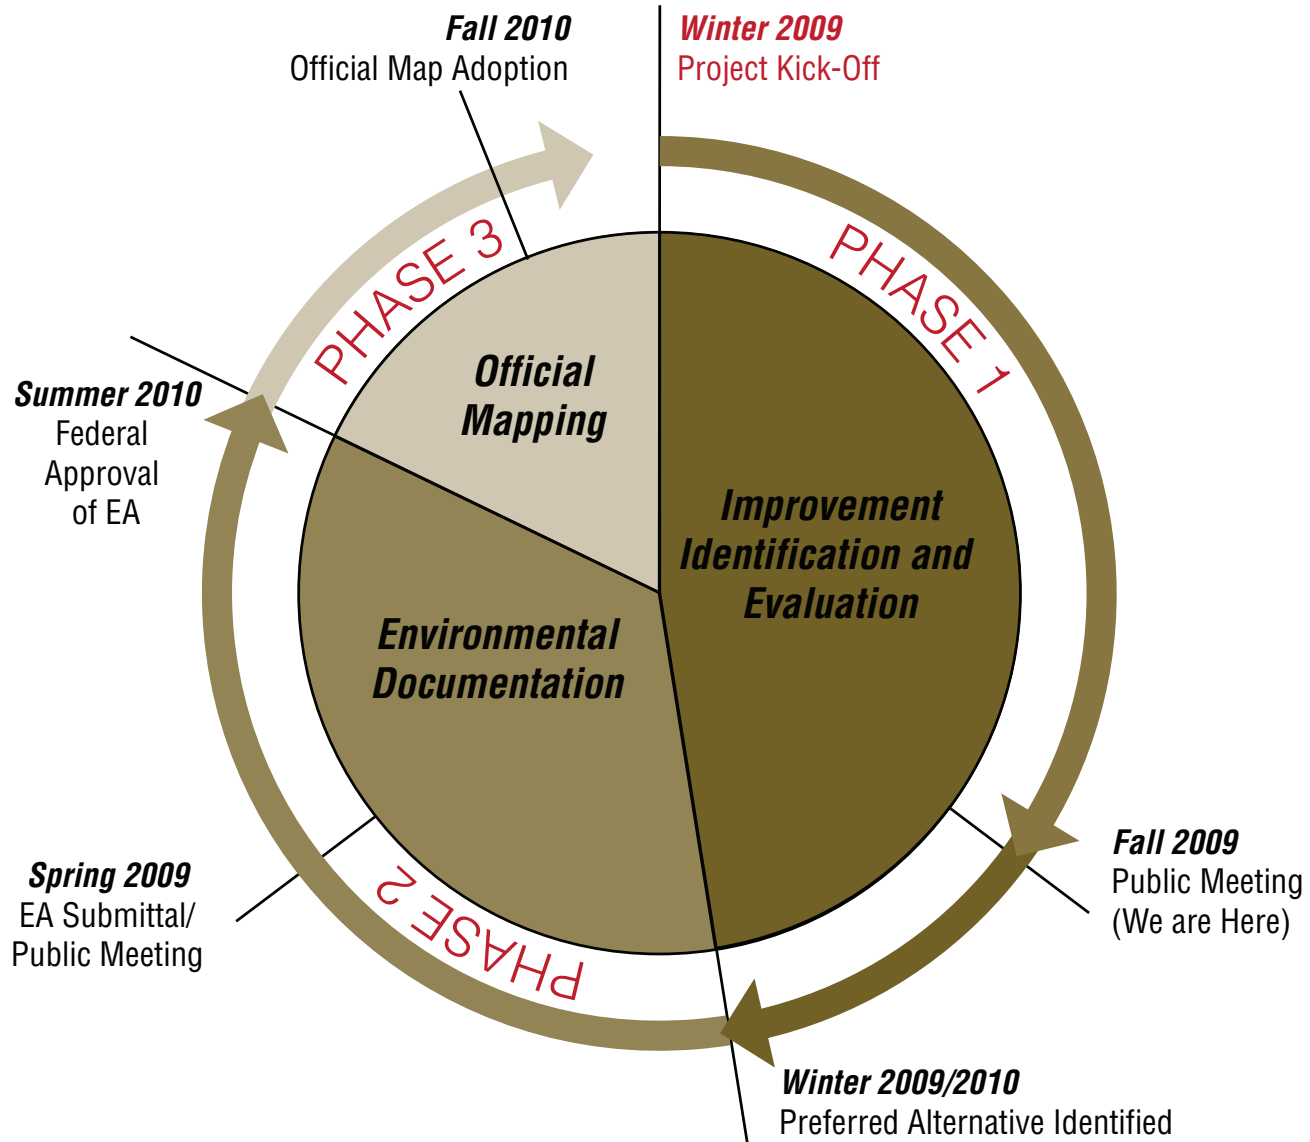 Winter 2009
Project Kick-Off
PHASE 1
Improvement
Identification and
Evaluation
Fall 2009
Public Meeting
(We are Here)
Winter 2009/2010
Preferred Alternative Identified
PHASE 2
Environmental
Documentation
Spring 2009
EA Submittal/
Public Meeting
Summer 2010
Federal
Approval
of EA
PHASE 3
Official
Mapping
Fall 2010
Official Map Adoption